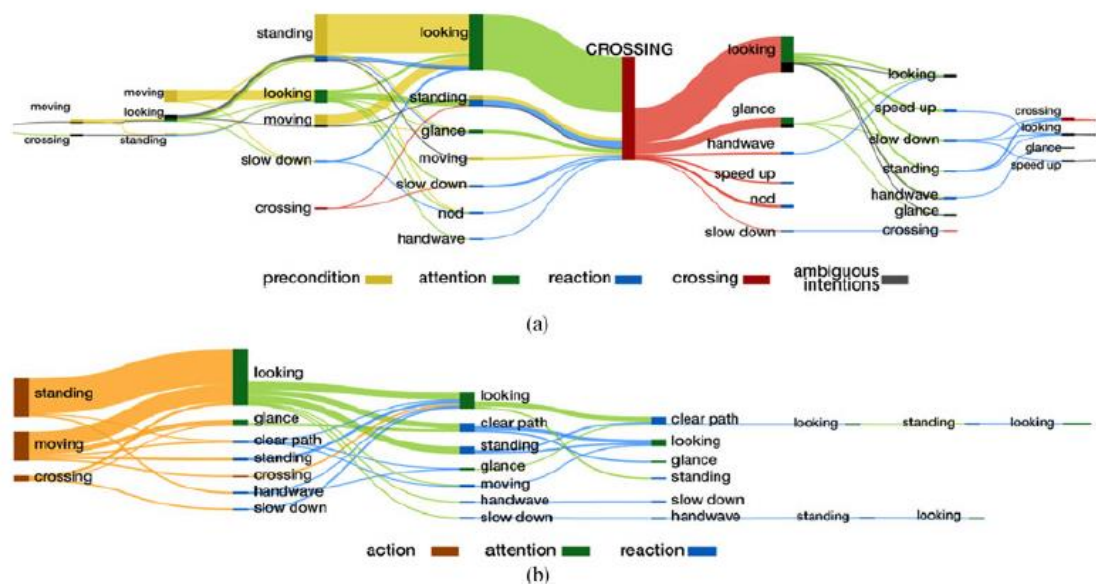 moving
crossing
standing
moving
looking
standing
looking
slow down
crossing
looking
standing
moving
glance
moving
slow down
nod
handwave
CROSSING
looking
glance
handwave
speed up
nod
slow down
looking
speed up
slow down
standing
handwave
glance
crossing
crossing
looking
glance
speed up
precondition
attention
reaction
crossing
ambiguous
intentions
(a)
standing
moving
crossing
looking
glance
clear path
standing
crossing
handwave
slow down
looking
clear path
standing
glance
moving
handwave
slow down
clear path
looking
glance
standing
slow down
handwave
looking
standing
looking
standing
looking
action
attention
reaction
(b)